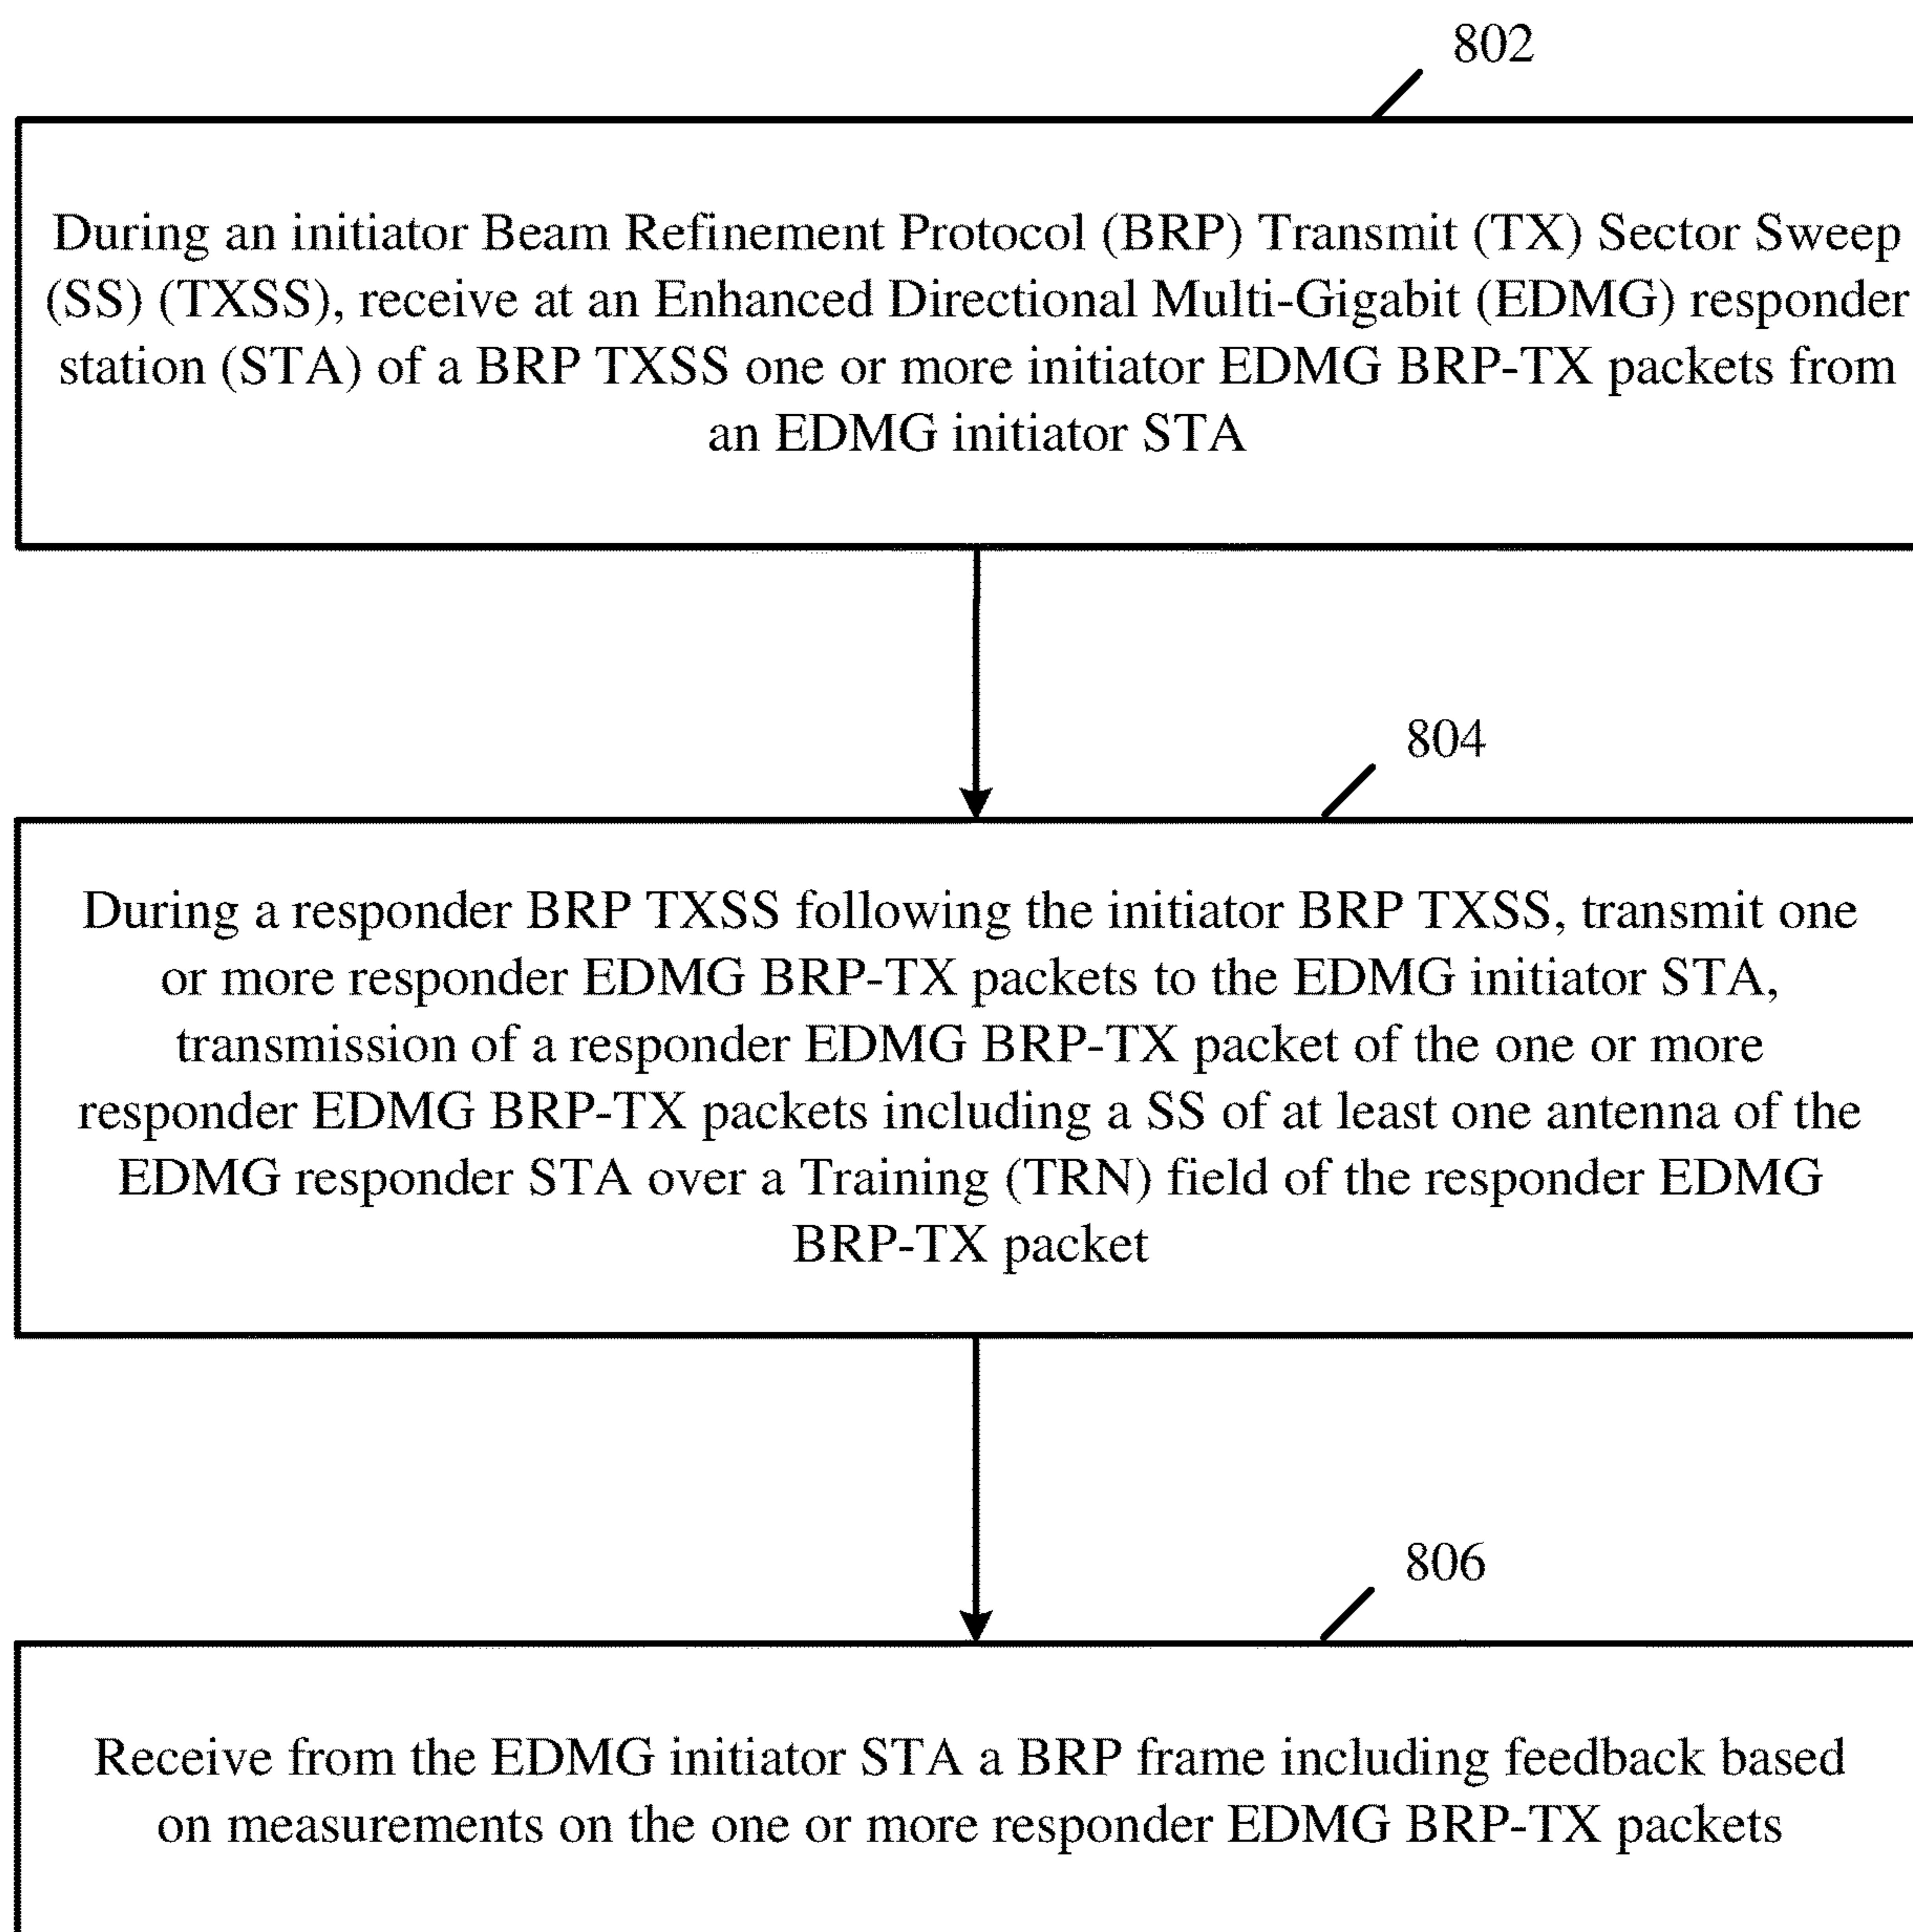 802
During an initiator Beam Refinement Protocol (BRP) Transmit (TX) Sector Sweep
(SS) (TXSS), receive at an Enhanced Directional Multi-Gigabit (EDMG) responder
station (STA) of a BRP TXSS one or more initiator EDMG BRP-TX packets from
an EDMG initiator STA
804
During a responder BRP TXSS following the initiator BRP TXSS, transmit one
or more responder EDMG BRP-TX packets to the EDMG initiator STA,
transmission of a responder EDMG BRP-TX packet of the one or more
responder EDMG BRP-TX packets including a SS of at least one antenna of the
EDMG responder STA over a Training (TRN) field of the responder EDMG
BRP-TX packet
806
Receive from the EDMG initiator STA a BRP frame including feedback based
on measurements on the one or more responder EDMG BRP-TX packets